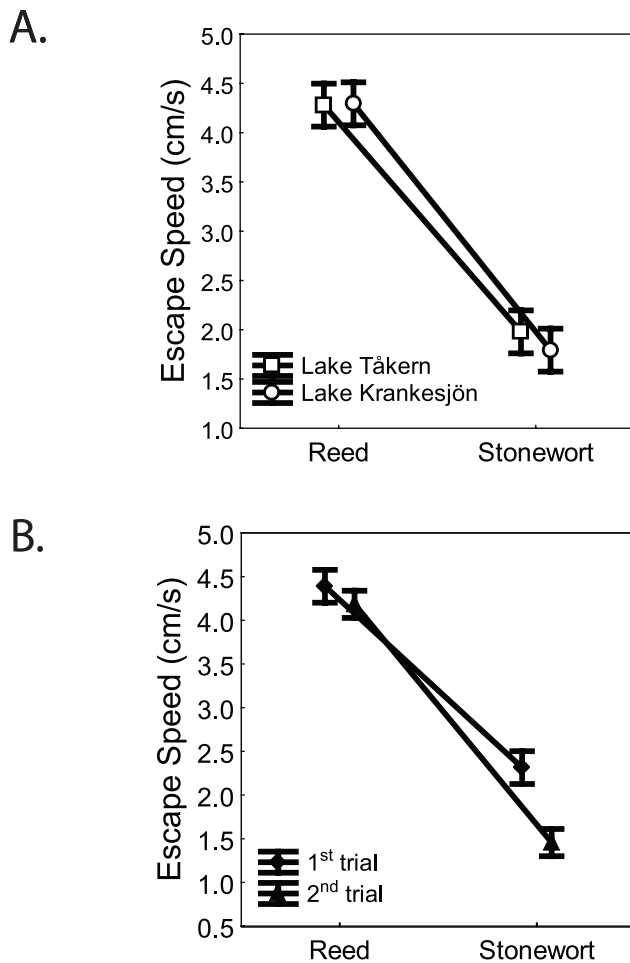 A.
Escape Speed (cm/s)
5.0
4.5
4.0
3.5
3.0
2.5
2.0
1.5
1.0
Lake Tåkern
Lake Krankesjön
Reed Stonewort
B.
Escape Speed (cm/s)
5.0
4.5
4.0
3.5
3.0
2.5
2.0
1.5
1.0
0.5
1st trial
2nd trial
Reed Stonewort